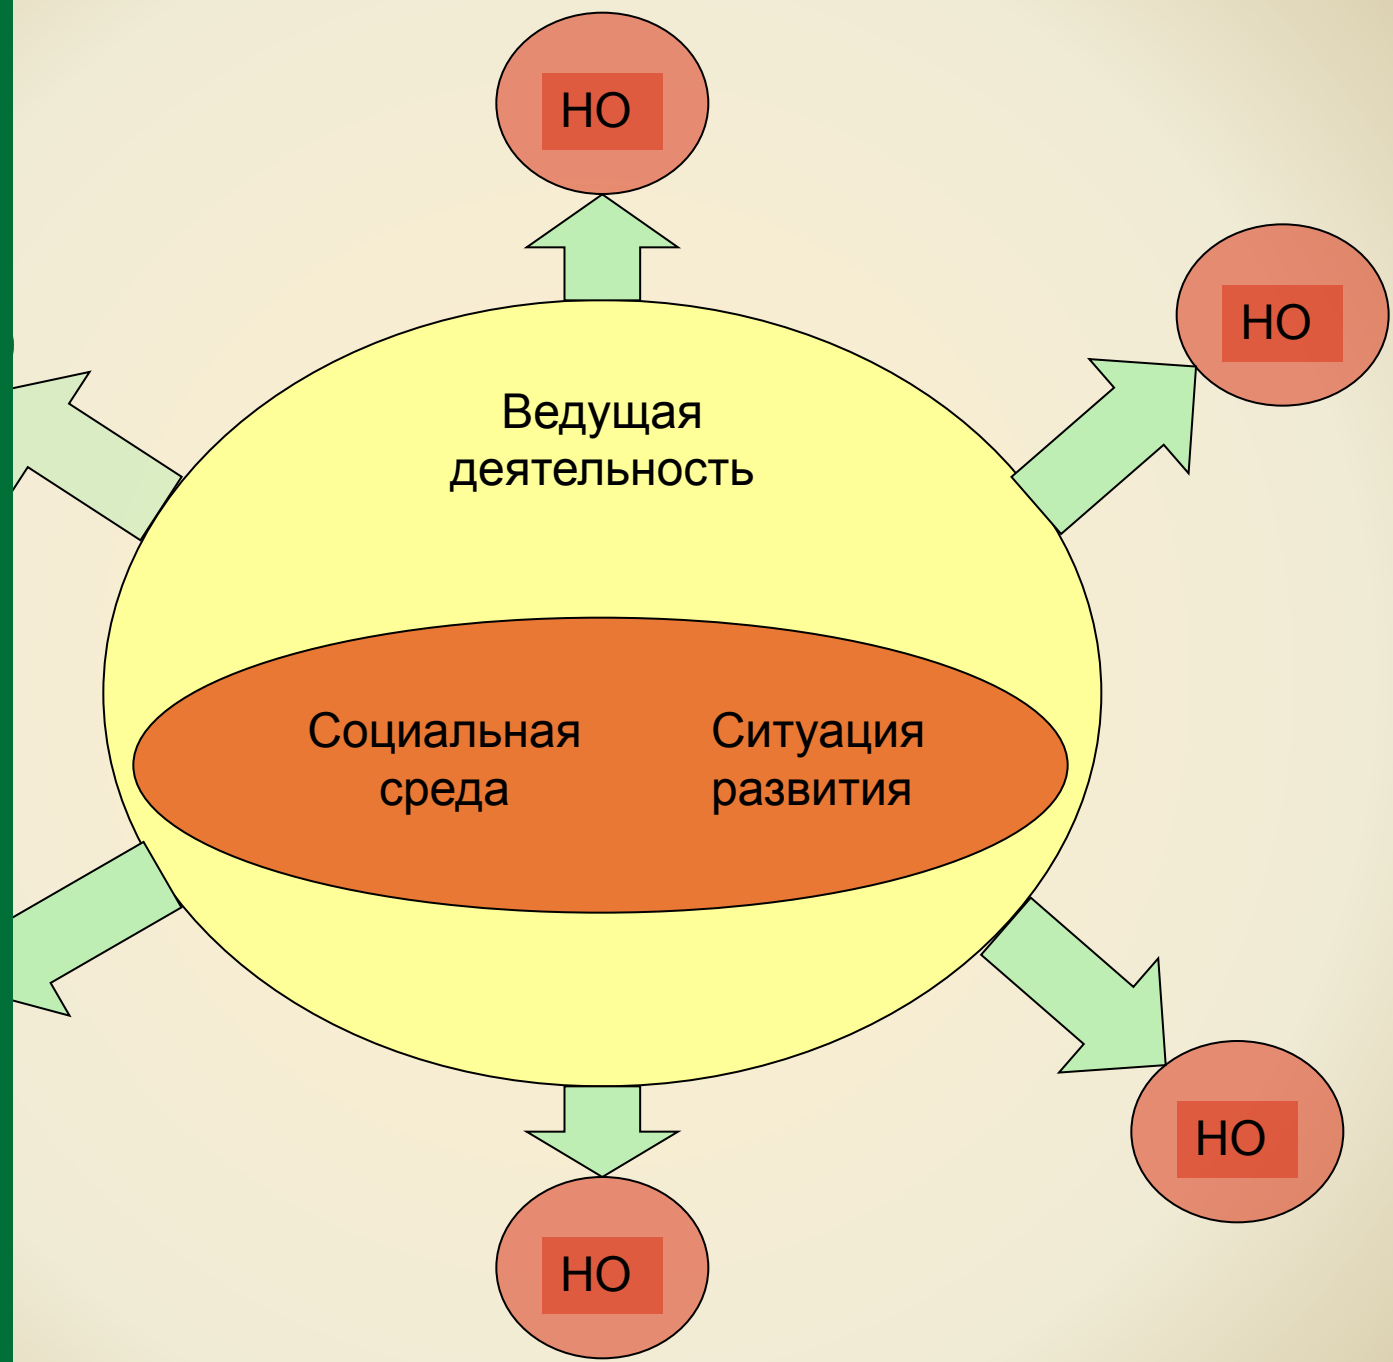 НО
НО
Ведущая
деятельность
Социальная
среда
Ситуация
развития
НО
НО